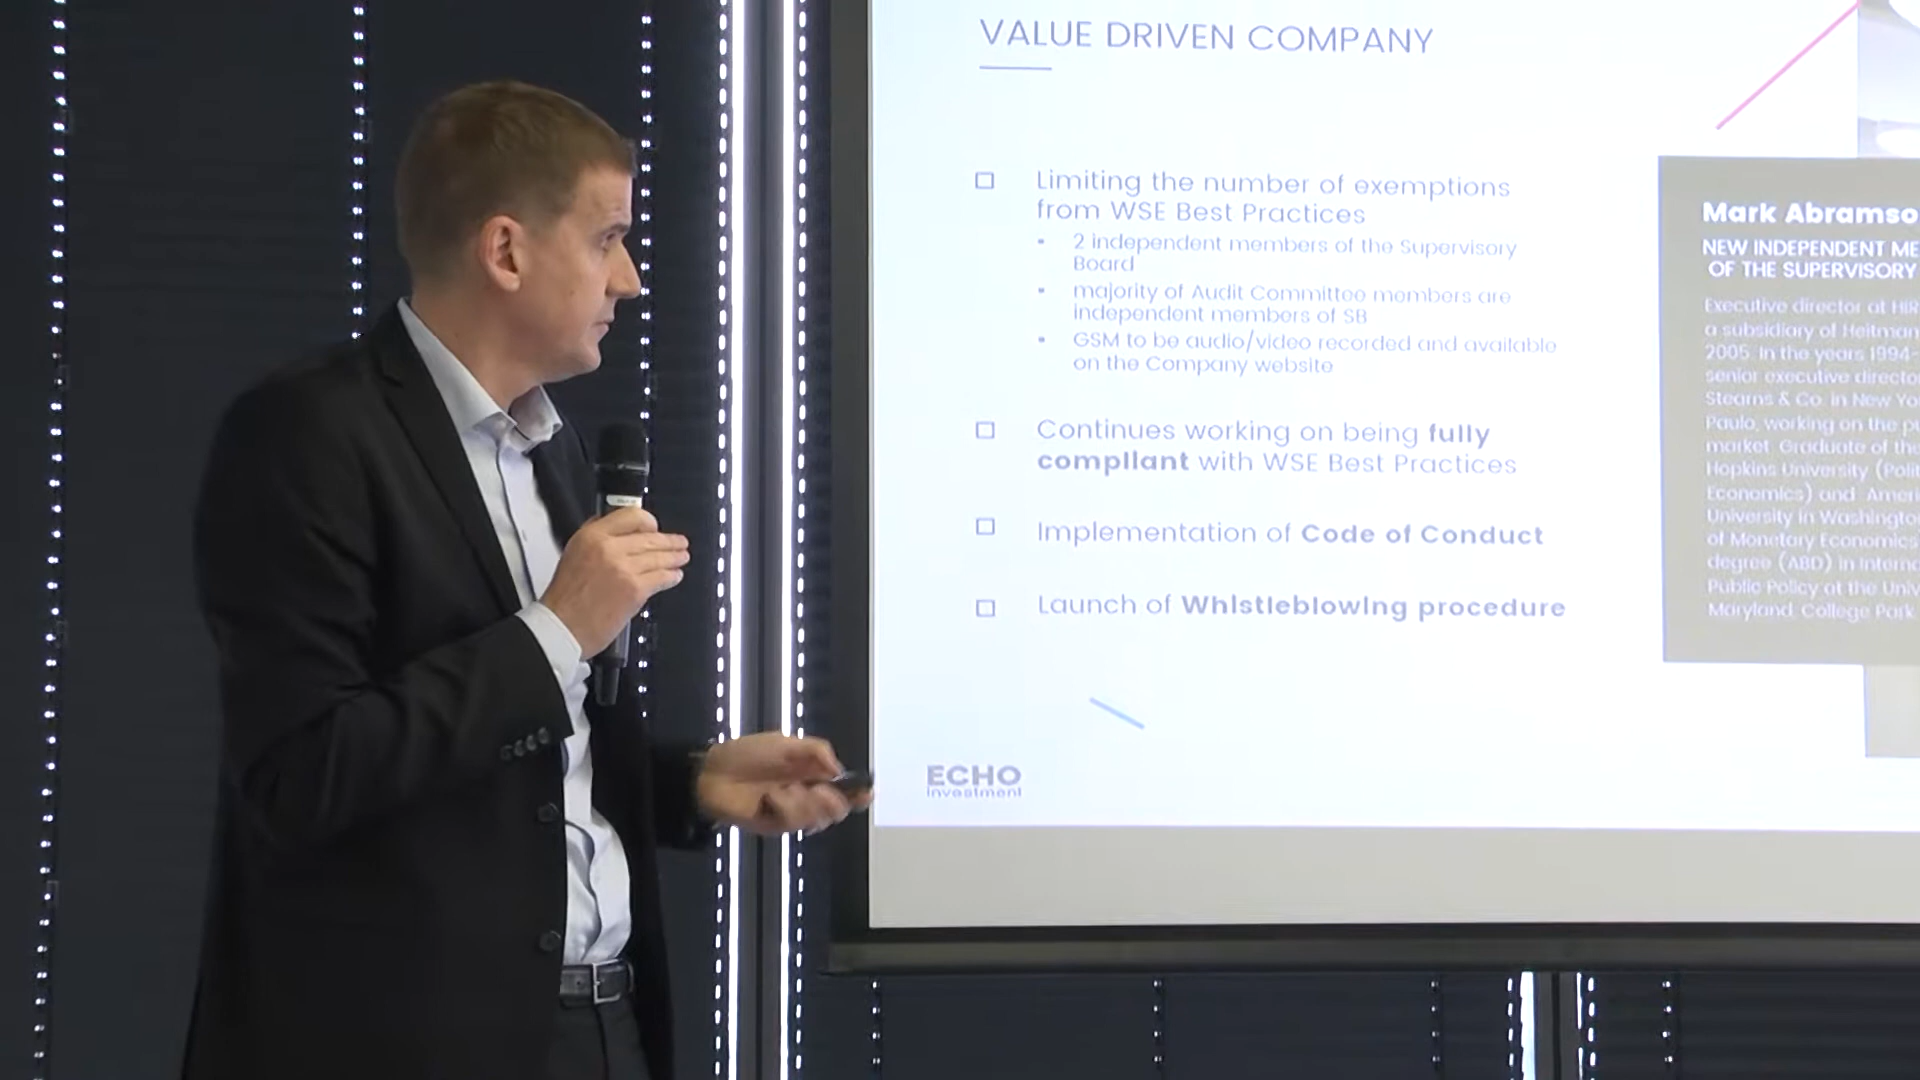 VALUE DRIVEN COMPANY
Limiting the number of exemptions
from WSE Best Practices
2 independent members of the Supervisory
Board
majority of Audit Committee members are
independent members of SB
GSM to be audio/video recorded and available
on the Company website
Continues working on being fully
compliant with WSE Best Practices
Implementation of Code of Conduct
Launch of Whistleblowing procedure
ECHO
investment
Mark Abramso
NEW INDEPENDENT ME
OF THE SUPERVISORY
Executive director at HIR
a subsidiary of Heitman
2005. In the years 1994-
senior executive directo
Stearns & Co. in New Yo
Paulo, working on the pu
market. Graduate of the
Hopkins University (Polit
Economics) and Ameri
University in Washingto
of Monetary Economics
degree (ABD) in Interna
Public Policy at the Univ
Maryland College Park